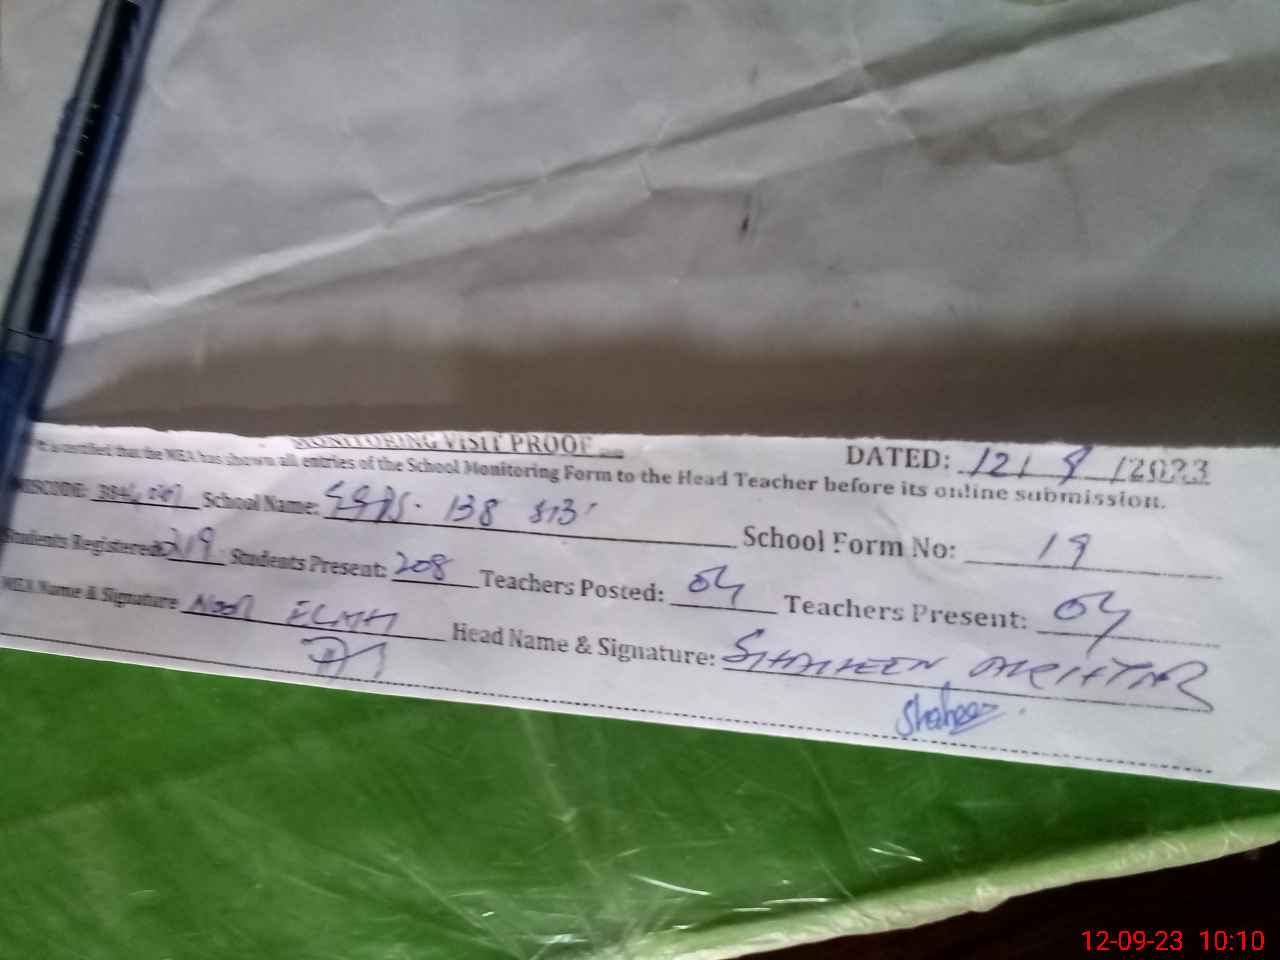 MONITORING VISIT PROOF
DATED: 12/ 9 /2023
It is certified that the MEA has shown all entries of the School Monitoring Form to the Head Teacher before its online submission.
School Name: 138 School Form No: 19
Students Registered: 219 Students Present: 208 Teachers Posted: 04 Teachers Present: 04
MEA Name & Signature Noor Head Name & Signature: SHAHEEN AKHTAR
Shaheen
12-09-23 10:10